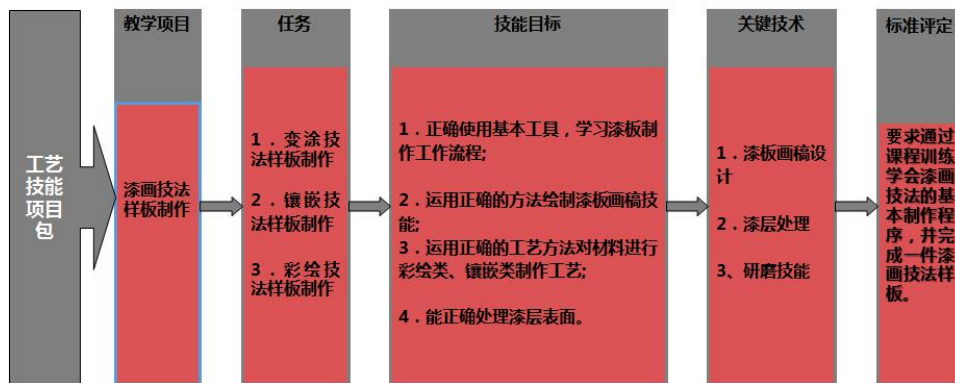 工艺
技能
项目
包
教学项目
漆画技法
样板制作
任务
1．变涂技
法样板制作
2．镶嵌技
法样板制作
3．彩绘技
法样板制作
技能目标
1．正确使用基本工具，学习漆板制
作工作流程;
2．运用正确的方法绘制漆板画稿技
能;
3．运用正确的工艺方法对材料进行
彩绘类、镶嵌类制作工艺;
4．能正确处理漆层表面。
关键技术
1．漆板画稿设
计
2．漆层处理
3、研磨技能
标准评定
要求通过
课程训练
学会漆画
技法的基
本制作程
序，并完
成一件漆
画技法样
板。